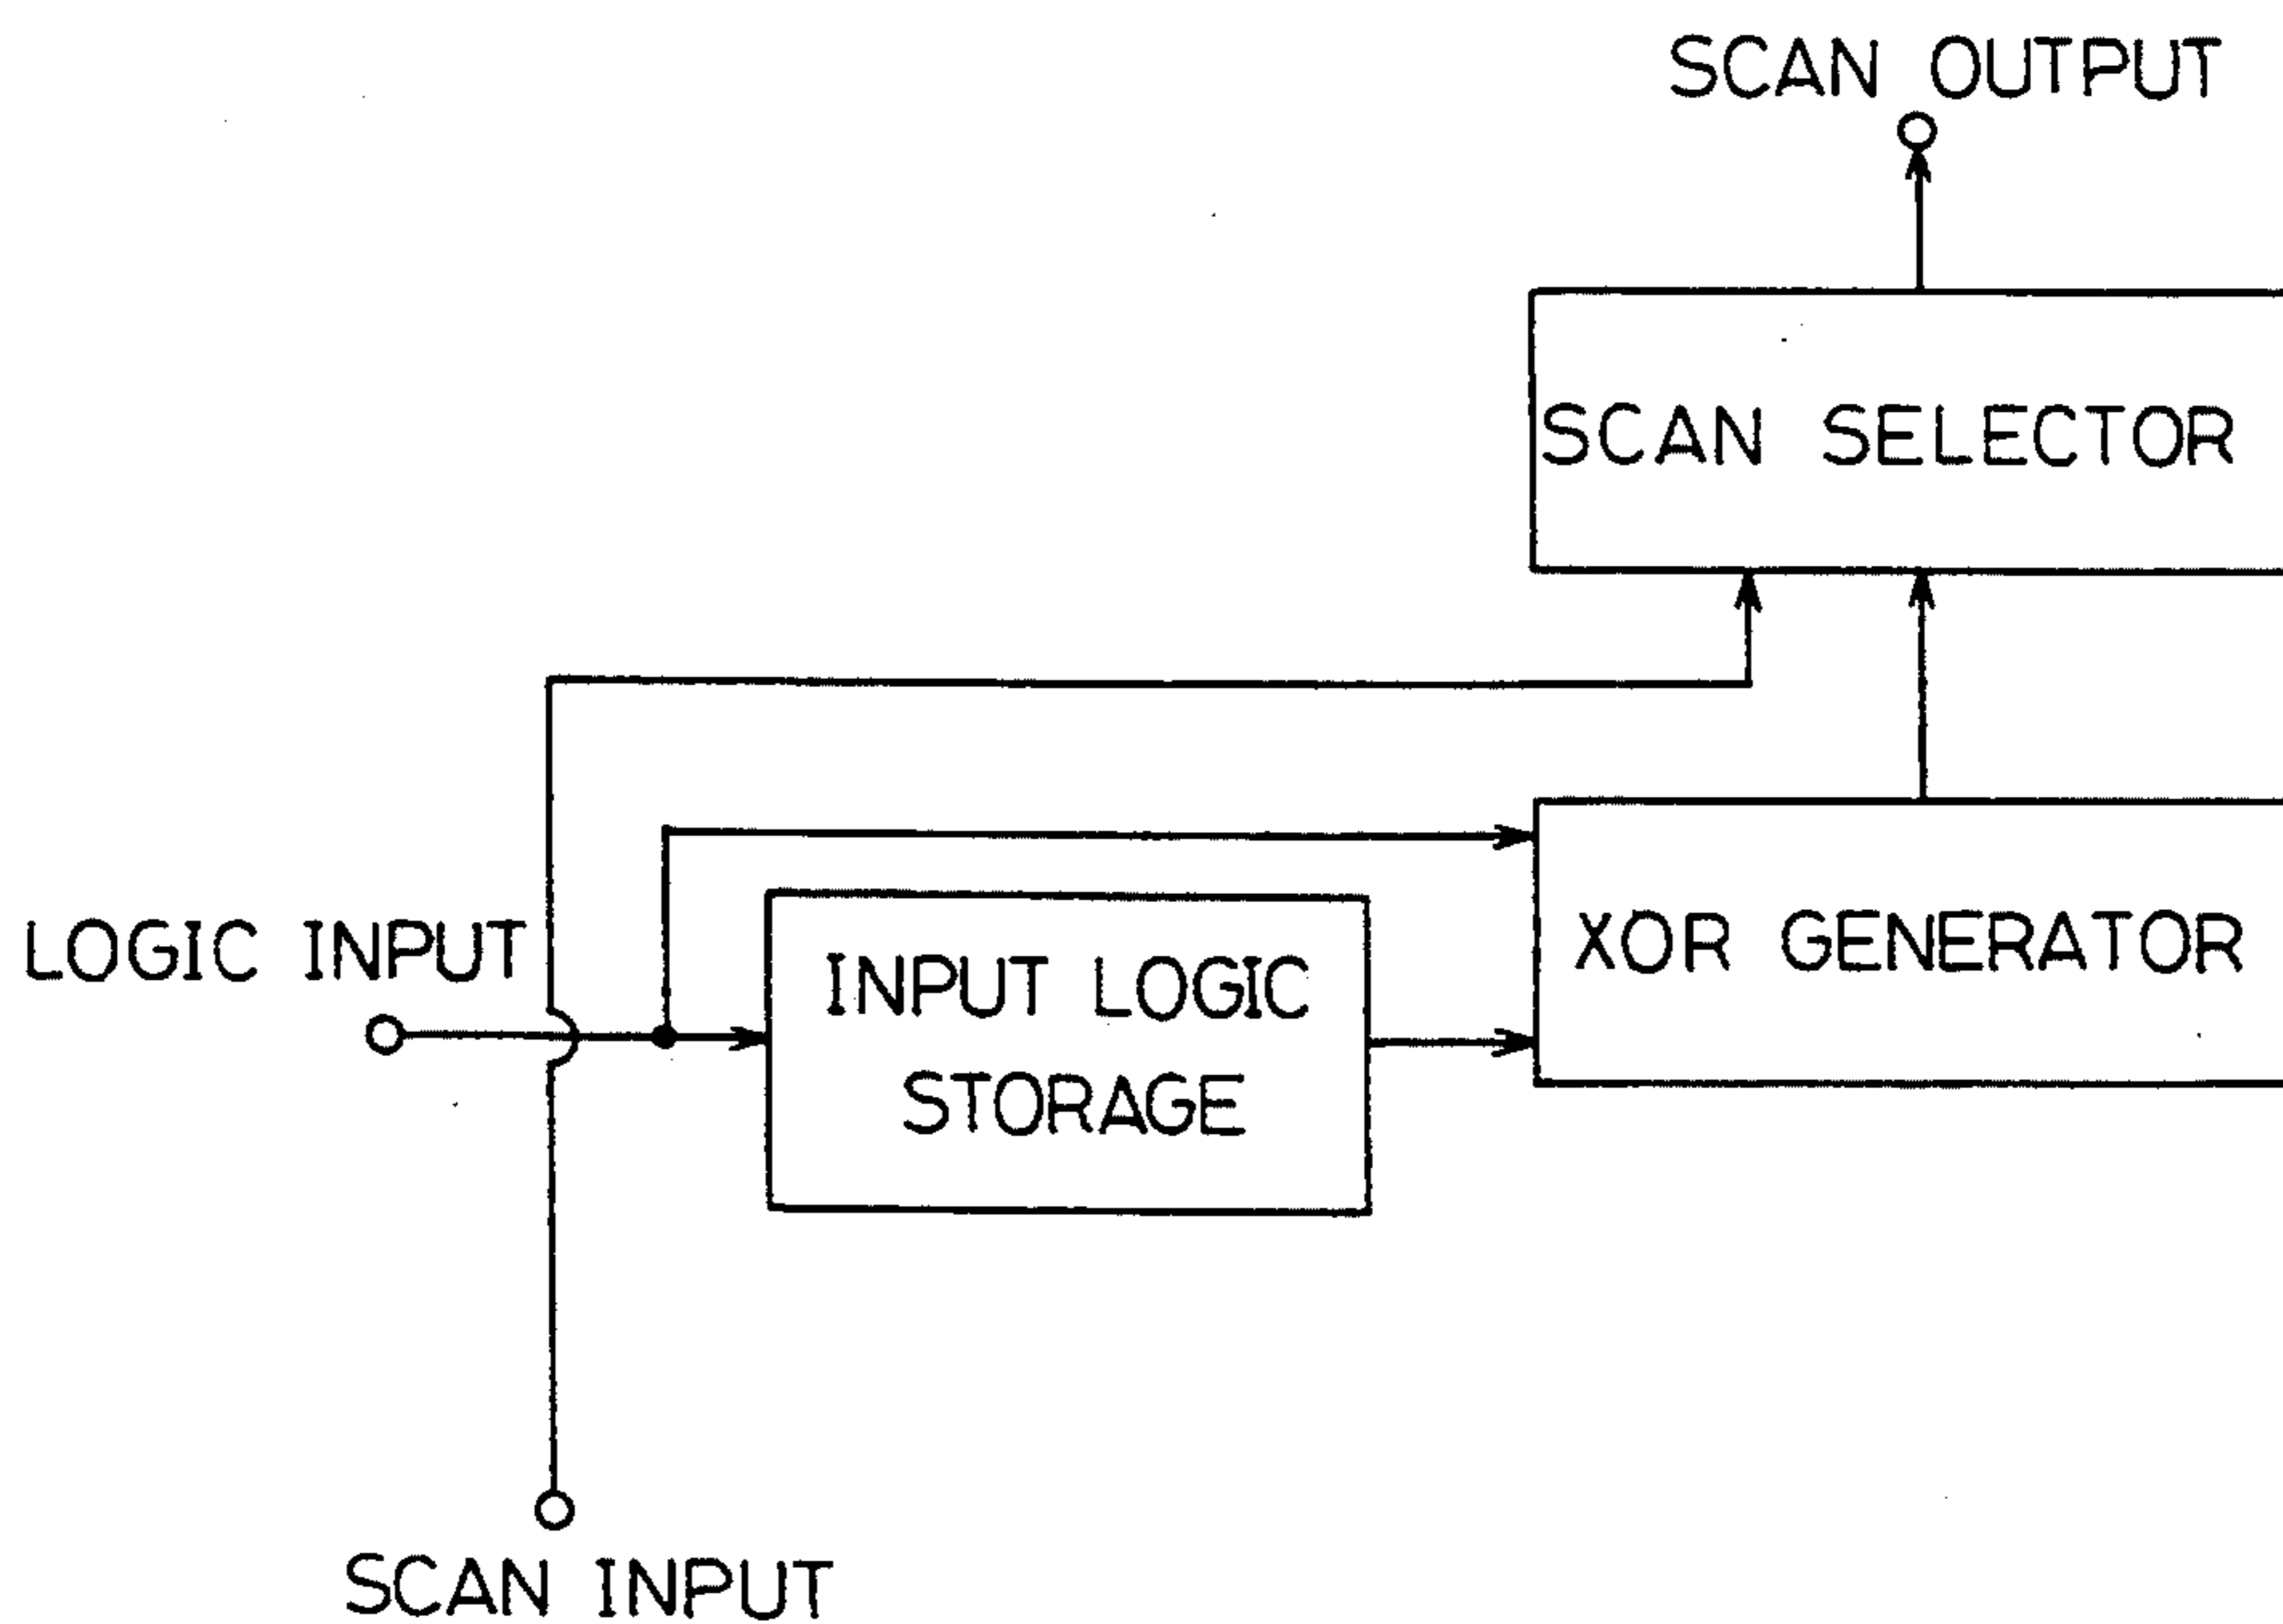 SCAN OUTPUT
SCAN SELECTOR
LOGIC INPUT
INPUT LOGIC
STORAGE
XOR GENERATOR
SCAN INPUT